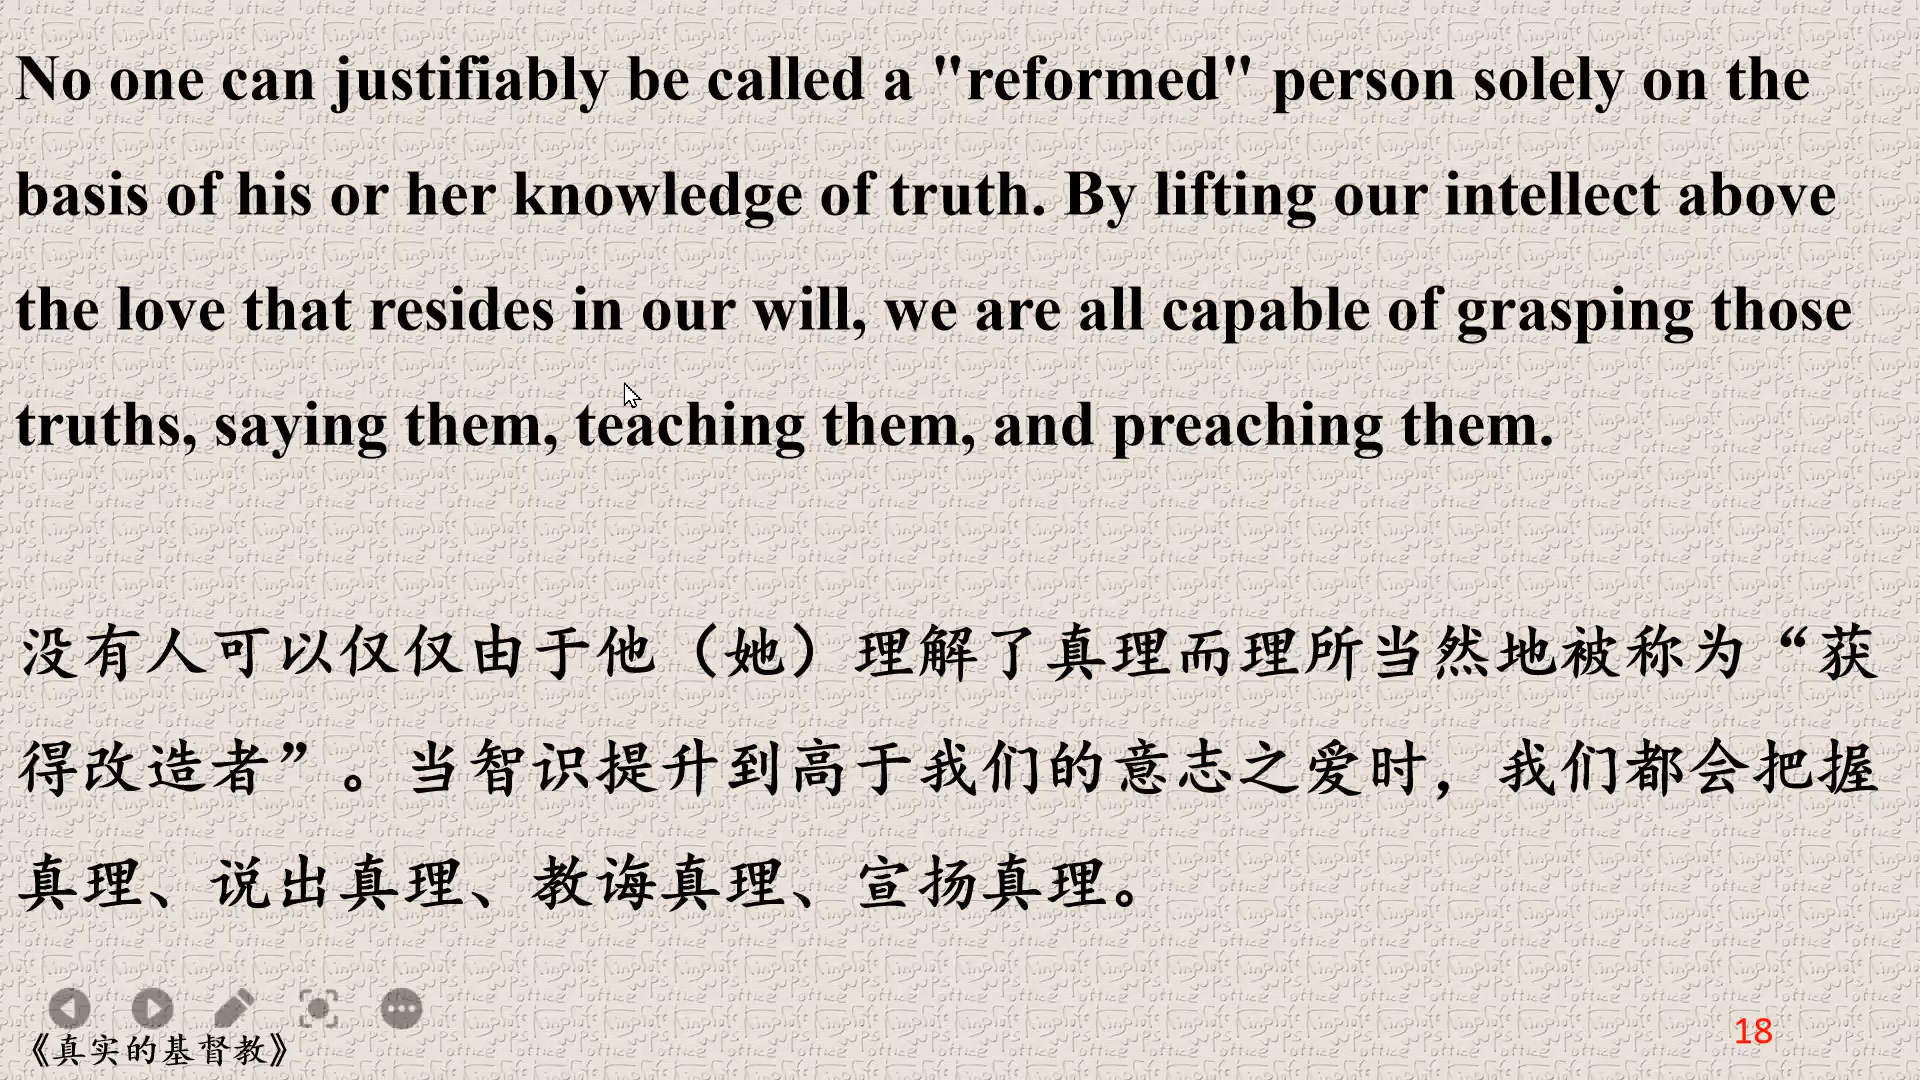 No one can justifiably be called a "reformed" person solely on the
basis of his or her knowledge of truth. By lifting our intellect above
the love that resides in our will, we are all capable of grasping those
truths, saying them, teaching them, and preaching them.
没有人可以仅仅由于他（她）理解了真理而理所当然地被称为“获
得改造者”。当智识提升到高于我们的意志之爱时，我们都会把握
真理、说出真理、教诲真理、宣扬真理。
《真实的基督教》
18